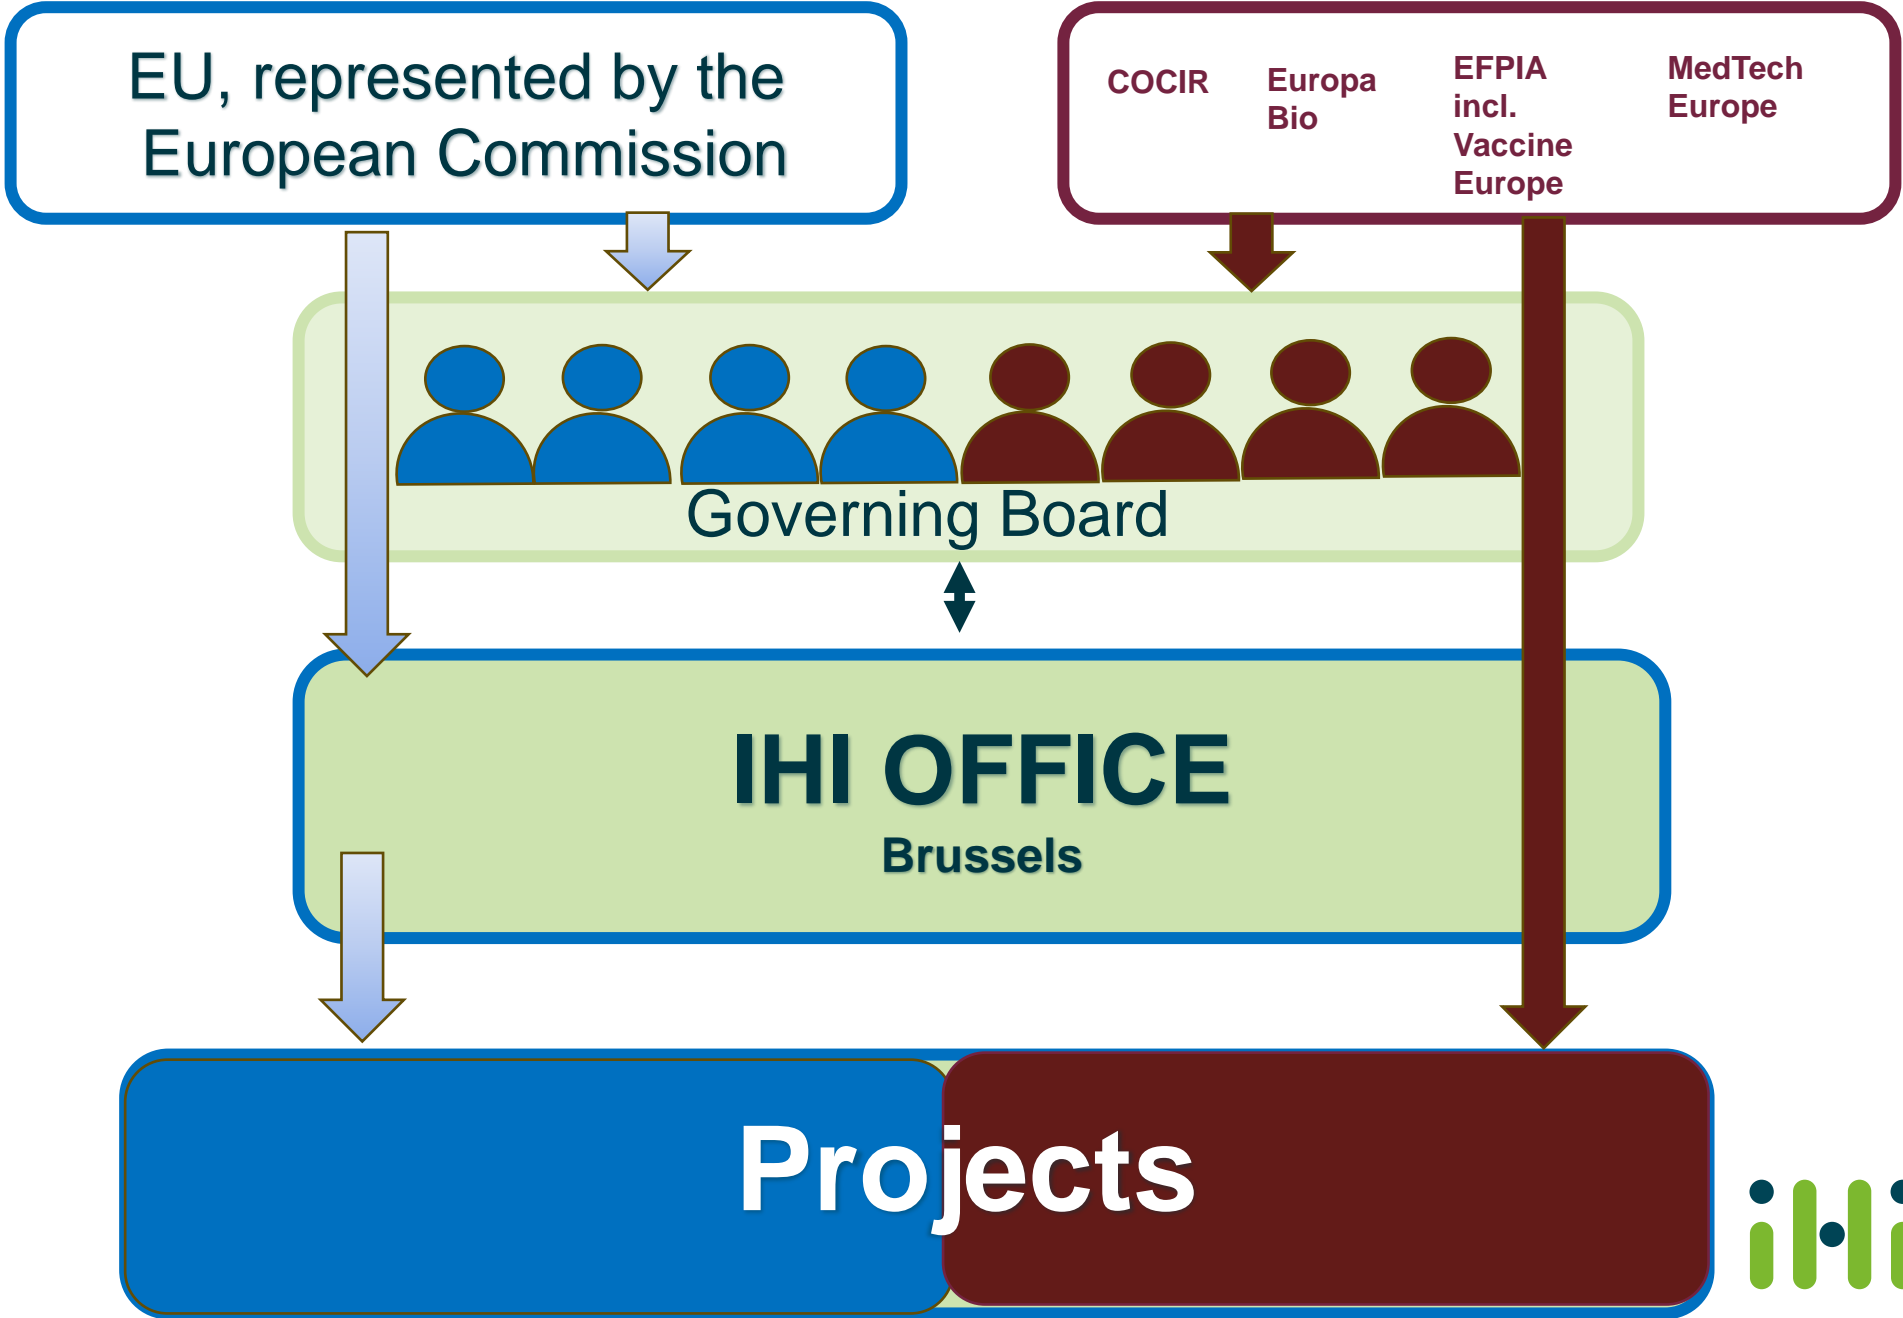 EU, represented by the
European Commission
COCIR
Europa
Bio
EFPIA
incl.
Vaccine
Europe
MedTech
Europe
Governing Board
IHI OFFICE
Brussels
Projects
iHi